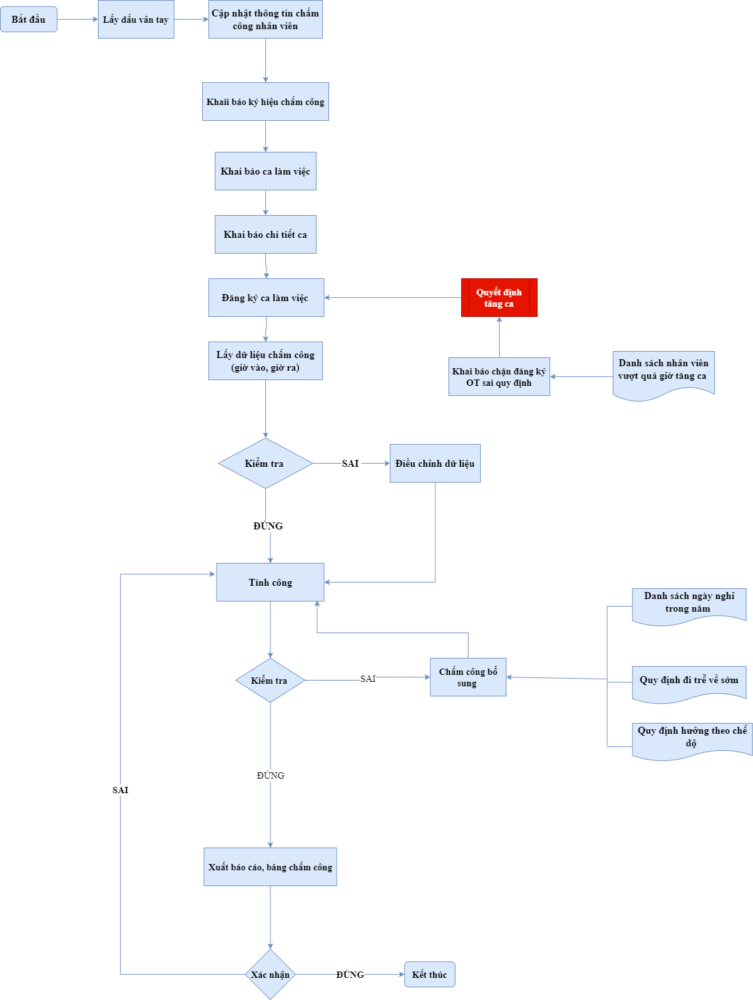 Bắt đầu
Lấy dấu vân tay
Cập nhật thông tin chấm
công nhân viên
Khaii báo ký hiệu chấm công
Khai báo ca làm việc
Khai báo chi tiết ca
Đăng ký ca làm việc
Quyết định
tăng ca
Lấy dữ liệu chấm công
(giờ vào, giờ ra)
Khai báo chặn đăng ký
OT sai quy định
Danh sách nhân viên
vượt quá giờ tăng ca
Kiểm tra
SAI
Điều chỉnh dữ liệu
ĐÚNG
Tính công
Danh sách ngày nghỉ
trong năm
Kiểm tra
SAI
Chấm công bổ
sung
Quy định đi trễ về sớm
Quy định hưởng theo chế
dộ
ĐÚNG
SAI
Xuất báo cáo, bảng chấm công
Xác nhận
ĐÚNG
Kết thúc